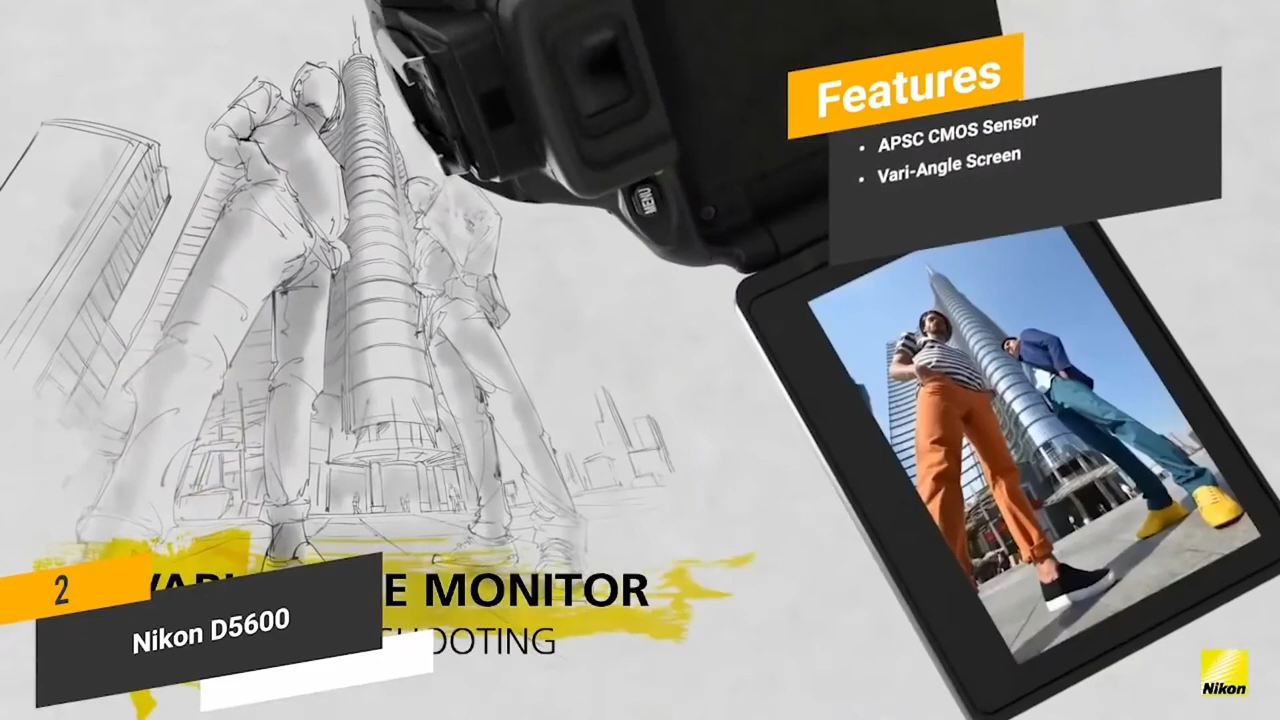 Features
• APSC CMOS Sensor
• Vari-Angle Screen
MENU
E MONITOR
OOTING
2
Nikon D5600
Nikon